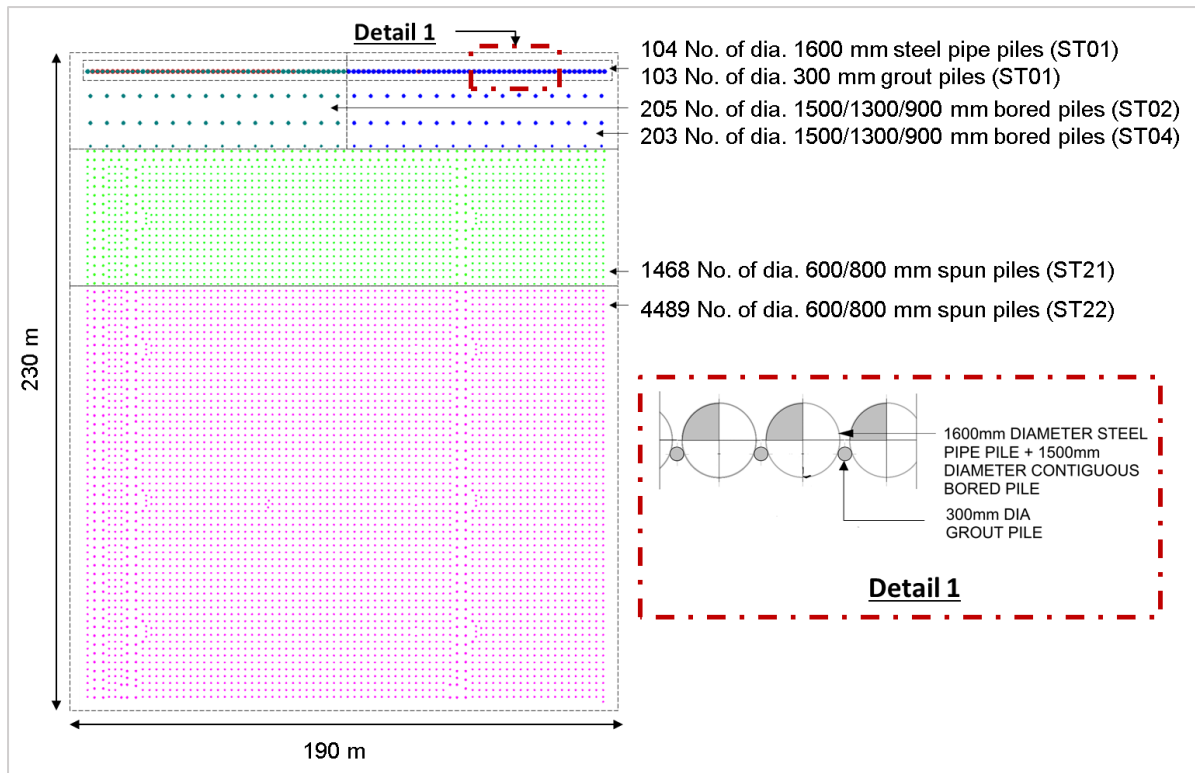 Detail 1
104 No. of dia. 1600 mm steel pipe piles (ST01)
103 No. of dia. 300 mm grout piles (ST01)
205 No. of dia. 1500/1300/900 mm bored piles (ST02)
203 No. of dia. 1500/1300/900 mm bored piles (ST04)
1468 No. of dia. 600/800 mm spun piles (ST21)
4489 No. of dia. 600/800 mm spun piles (ST22)
230 m
190 m
1600mm DIAMETER STEEL
PIPE PILE + 1500mm
DIAMETER CONTIGUOUS
BORED PILE
300mm DIA
GROUT PILE
Detail 1